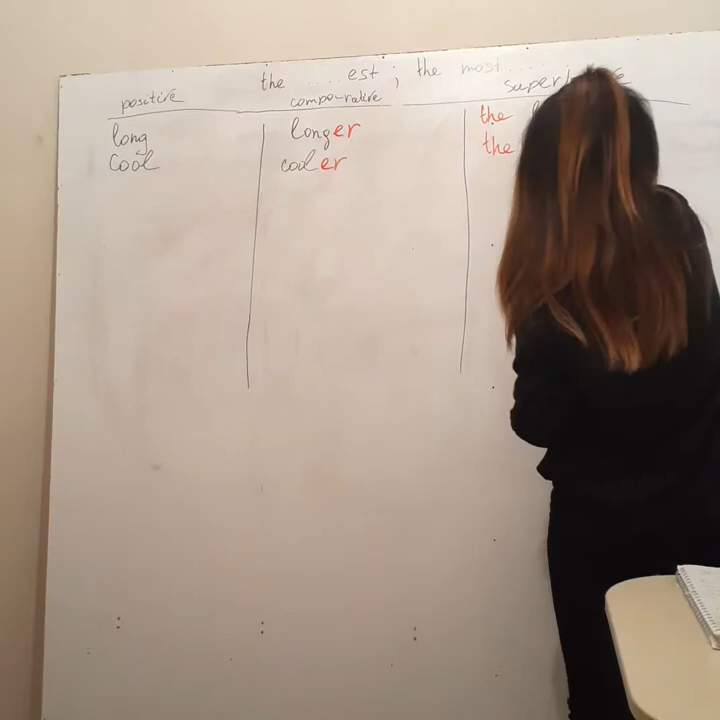 the ....est ; the most ....
positive comparative
long longer the
cool cooler the